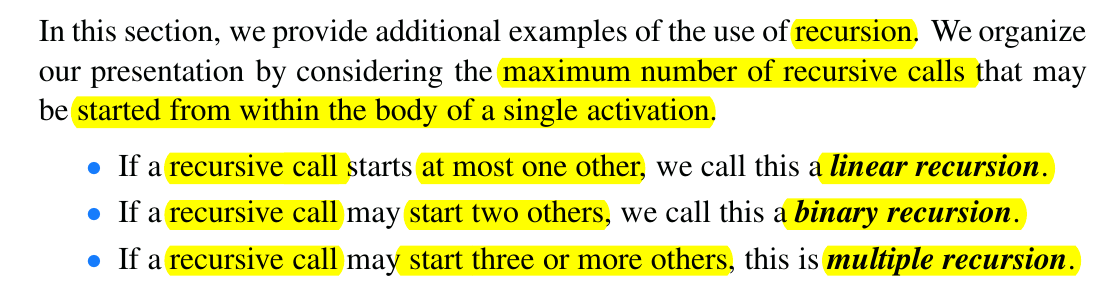 In this section, we provide additional examples of the use of recursion. We organize
our presentation by considering the maximum number of recursive calls that may
be started from within the body of a single activation.
• If a recursive call starts at most one other, we call this a linear recursion.
• If a recursive call may start two others, we call this a binary recursion.
• If a recursive call may start three or more others, this is multiple recursion.